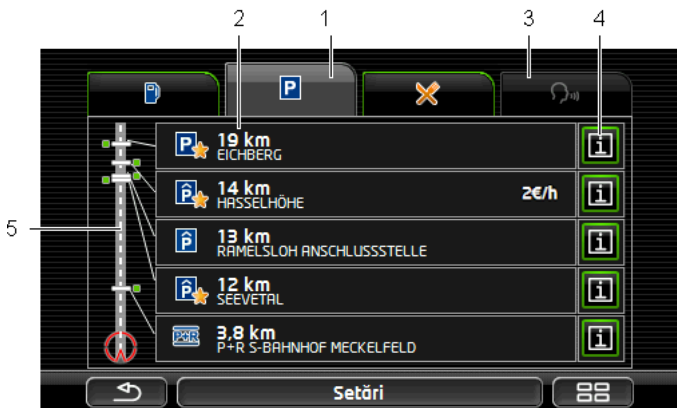 2
1
3
4
P
P
19 km
EICHBERG
i
P
14 km
HASSELHÖHE
2€/h
i
P
13 km
RAMELSLOH ANSCHLUSSSTELLE
i
5
P
12 km
SEEVETAL
i
P+R
3,8 km
P+R S-BAHNHOF MECKELFELD
i
Setări